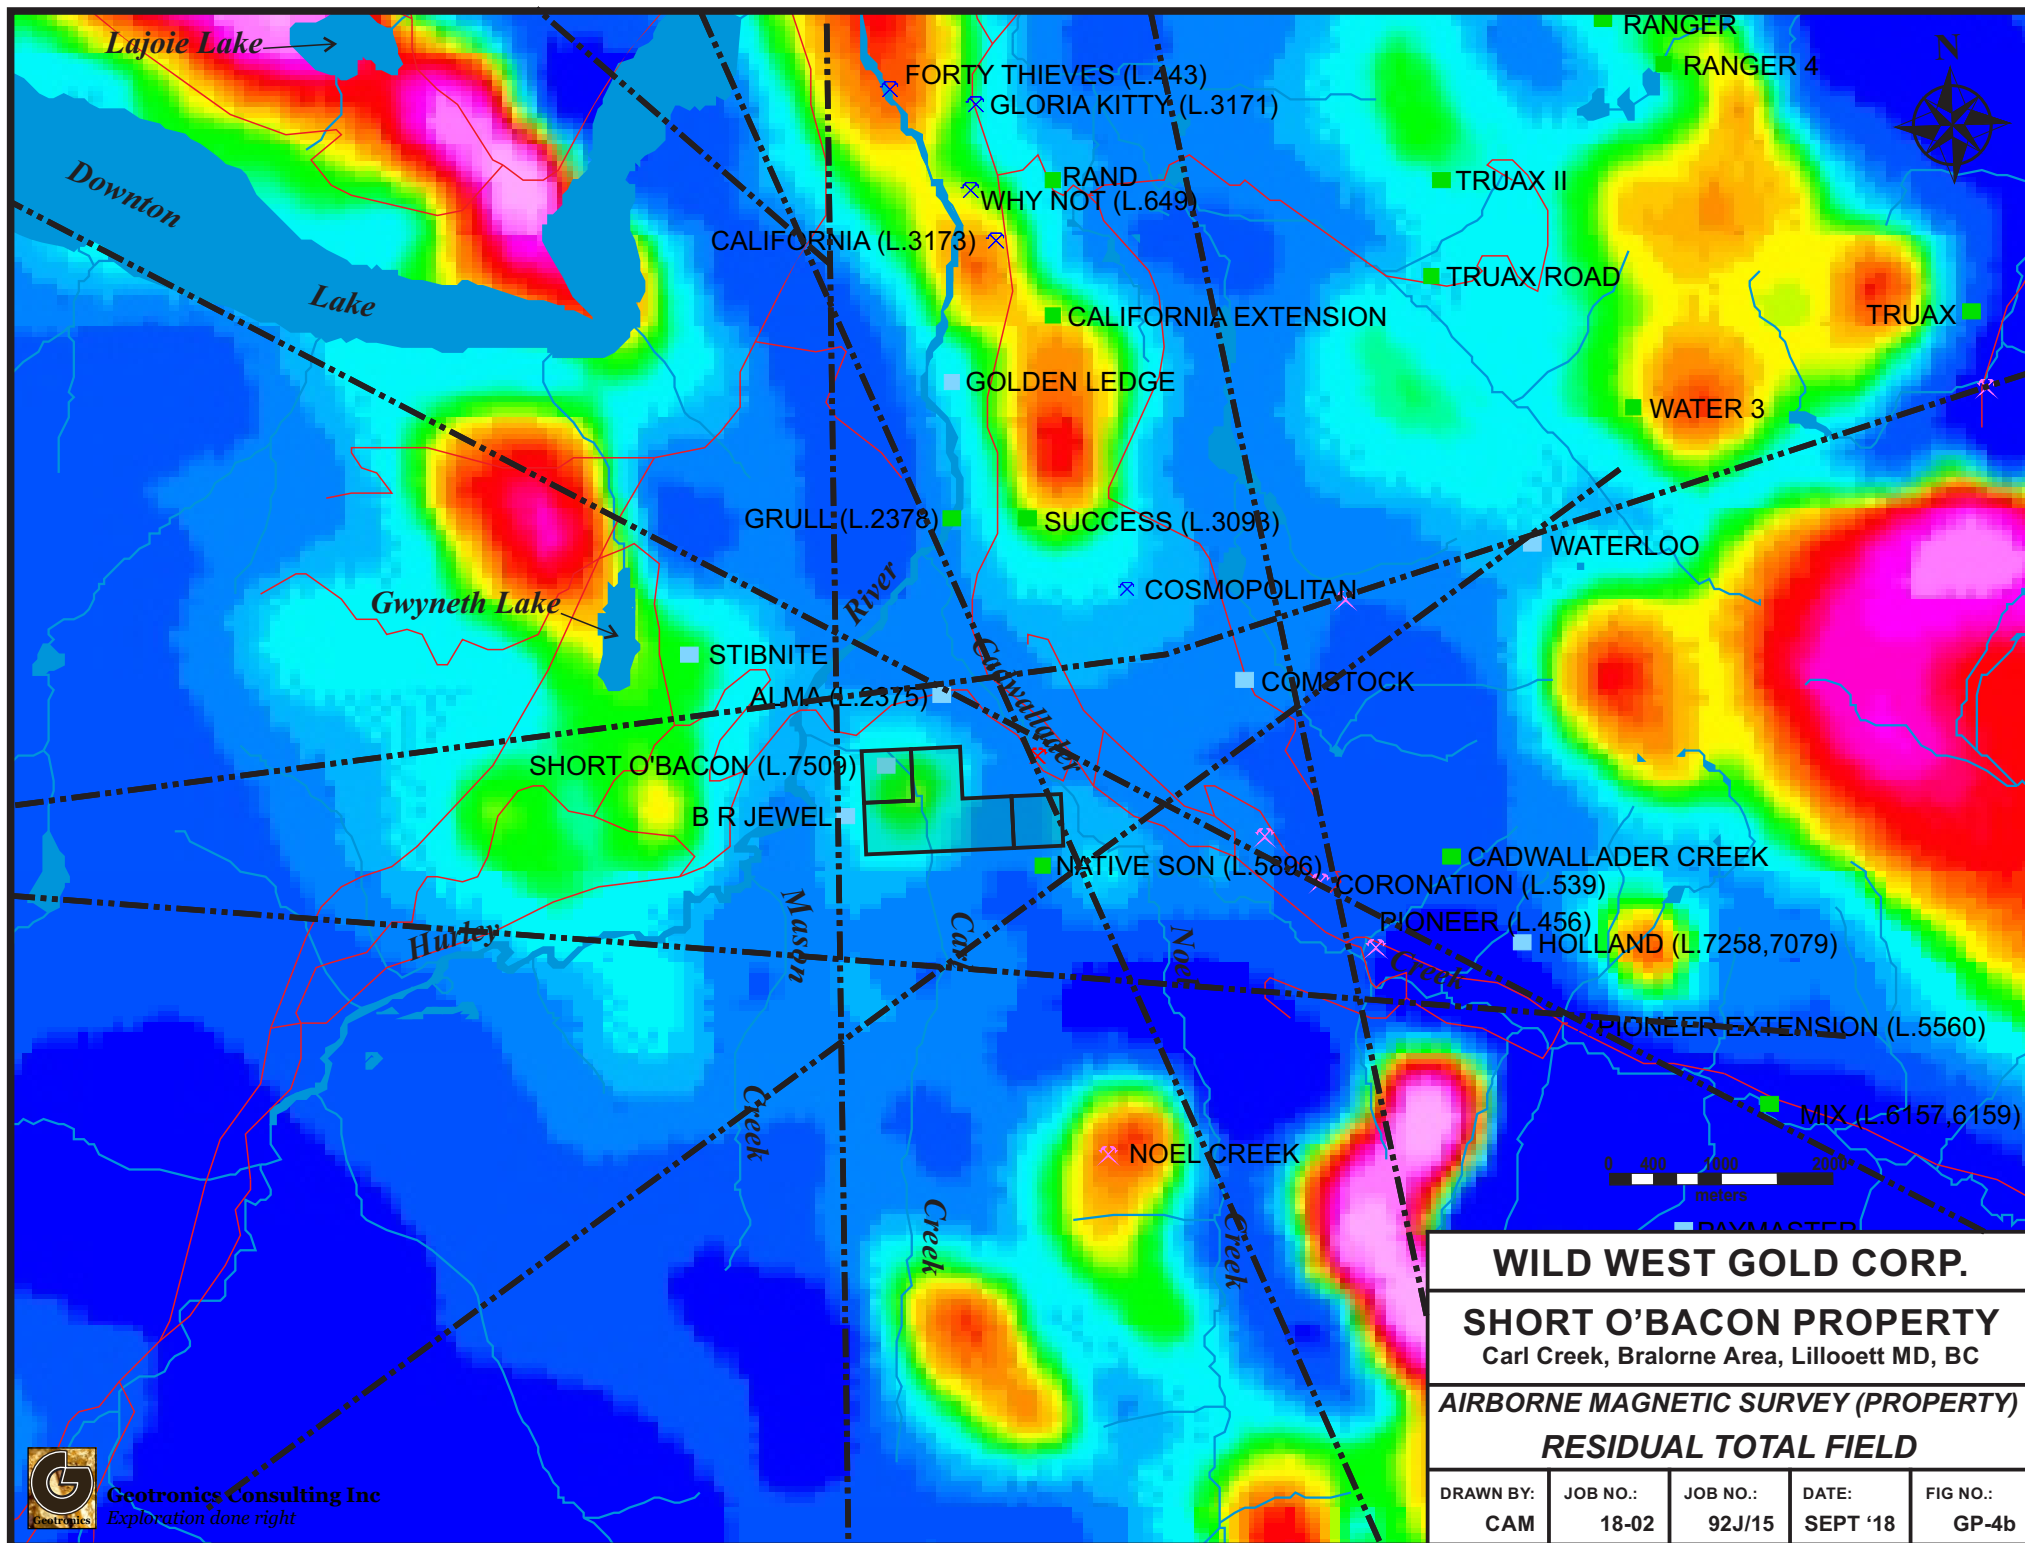 RANGER
Lajoie Lake
N
RANGER 4
FORTY THIEVES (L.443)
GLORIA KITTY (L.3171)
Downton
Lake
RAND
TRUAX II
WHY NOT (L.649)
CALIFORNIA (L.3173)
TRUAX ROAD
CALIFORNIA EXTENSION
TRUAX
GOLDEN LEDGE
WATER 3
GRULL (L.2378)
SUCCESS (L.3093)
WATERLOO
River
COSMOPOLITAN
Gwyneth Lake
STIBNITE
Cadwallader
COMSTOCK
ALMA (L.2375)
SHORT O'BACON (L.7509)
B R JEWEL
NATIVE SON (L.5896)
CADWALLADER CREEK
CORONATION (L.539)
PIONEER (L.456)
HOLLAND (L.7258,7079)
Hurley
Mason
Carl
Noel
Creek
PIONEER EXTENSION (L.5560)
MIX (L.6157,6159)
Creek
NOEL CREEK
0 400 1000 2000
meters
Creek
Creek
PAYMASTER
WILD WEST GOLD CORP.
SHORT O’BACON PROPERTY
Carl Creek, Bralorne Area, Lillooett MD, BC
AIRBORNE MAGNETIC SURVEY (PROPERTY)
RESIDUAL TOTAL FIELD
DRAWN BY: JOB NO.: JOB NO.: DATE: FIG NO.:
CAM 18-02 92J/15 SEPT ‘18 GP-4b
G
Geotronics
Geotronics Consulting Inc
Exploration done right